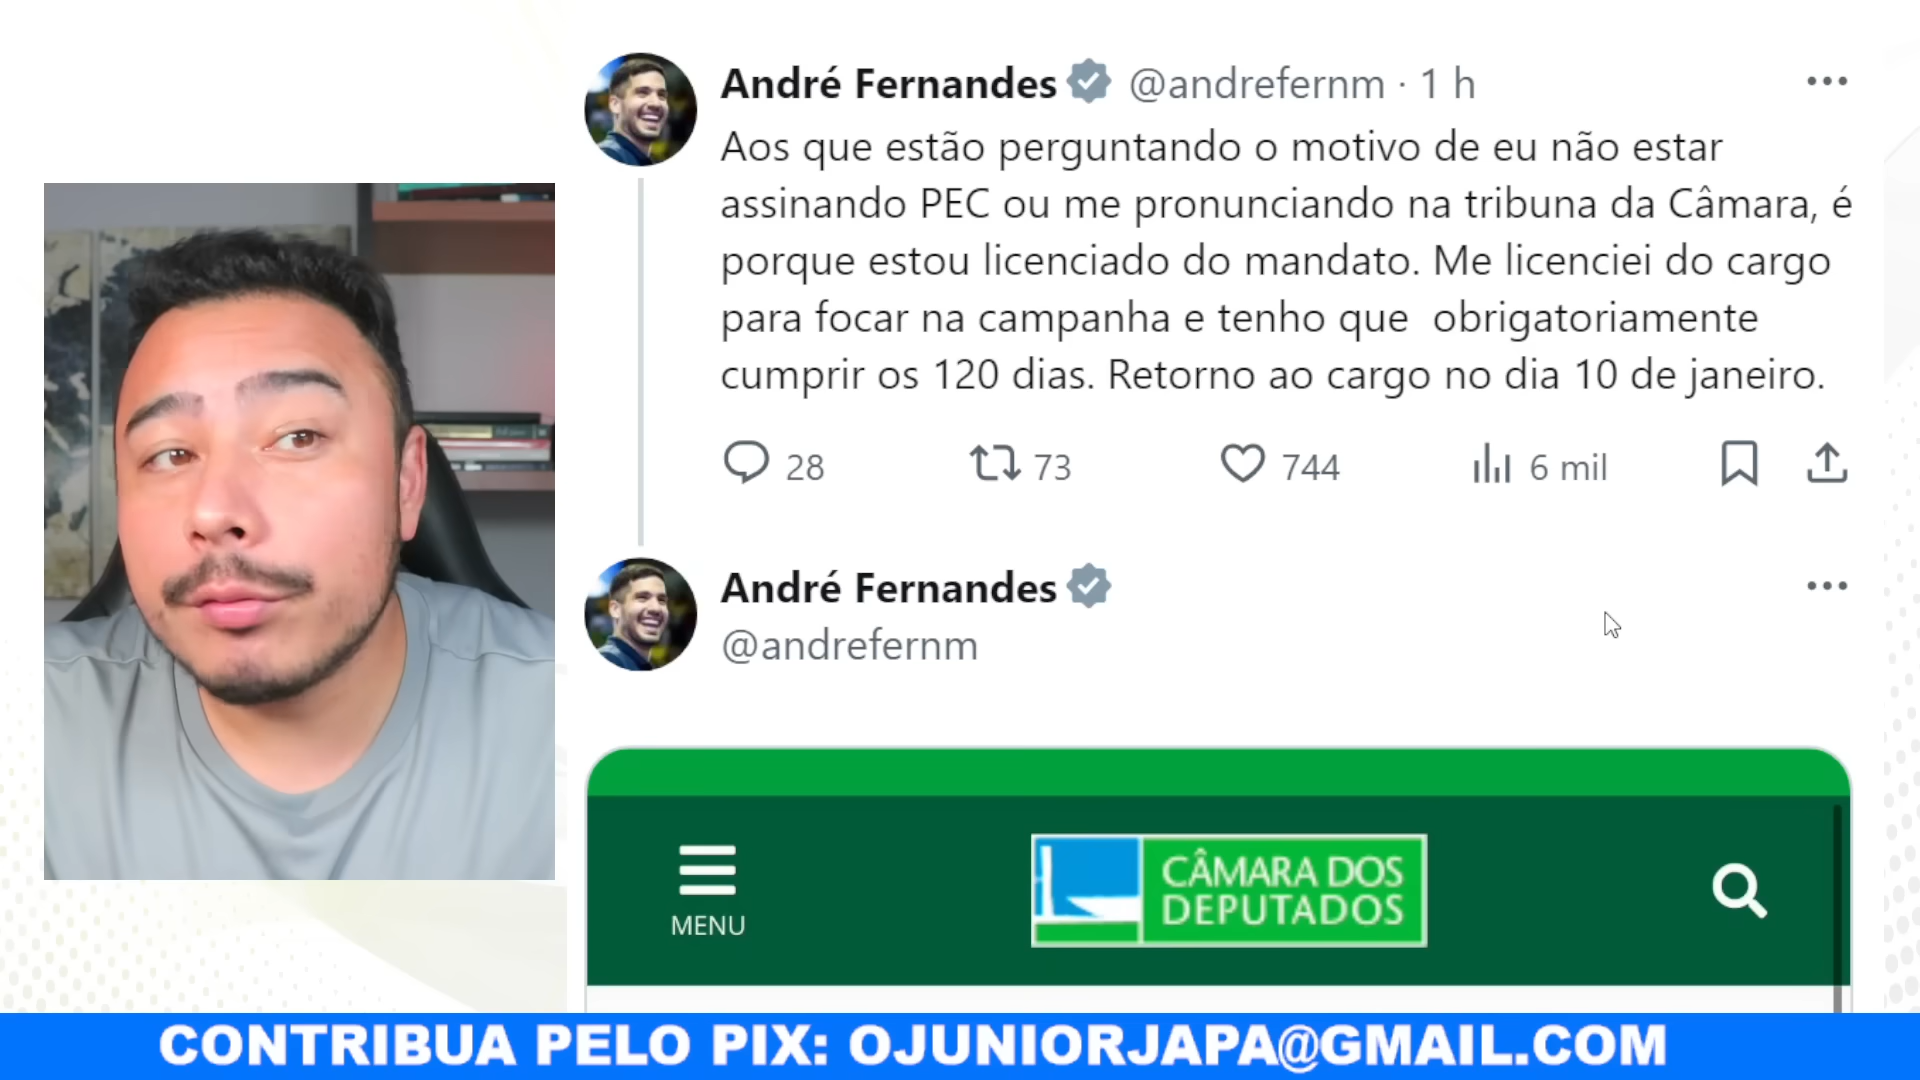 André Fernandes @andrefernm · 1 h
Aos que estão perguntando o motivo de eu não estar
assinando PEC ou me pronunciando na tribuna da Câmara, é
porque estou licenciado do mandato. Me licenciei do cargo
para focar na campanha e tenho que  obrigatoriamente
cumprir os 120 dias. Retorno ao cargo no dia 10 de janeiro.
28 73 744 6 mil
André Fernandes
@andrefernm
MENU
CÂMARA DOS
DEPUTADOS
CONTRIBUA PELO PIX: OJUNIORJAPA@GMAIL.COM